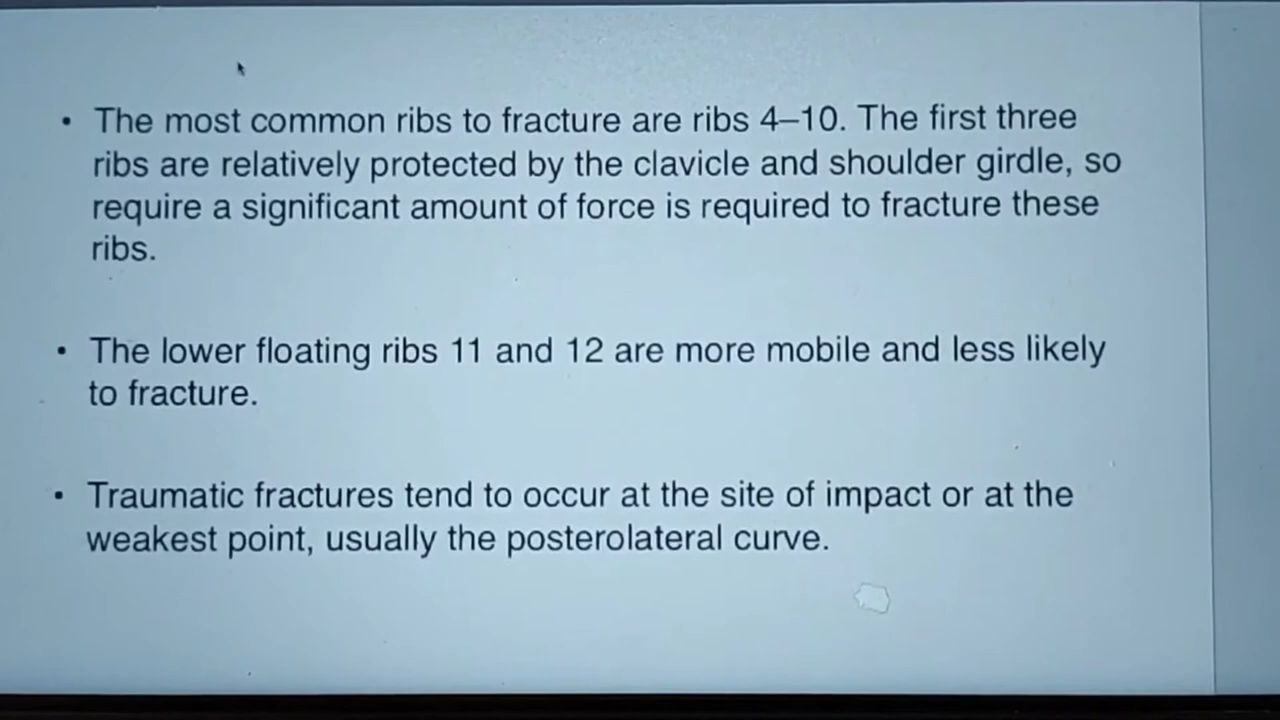 • The most common ribs to fracture are ribs 4–10. The first three
ribs are relatively protected by the clavicle and shoulder girdle, so
require a significant amount of force is required to fracture these
ribs.
• The lower floating ribs 11 and 12 are more mobile and less likely
to fracture.
• Traumatic fractures tend to occur at the site of impact or at the
weakest point, usually the posterolateral curve.